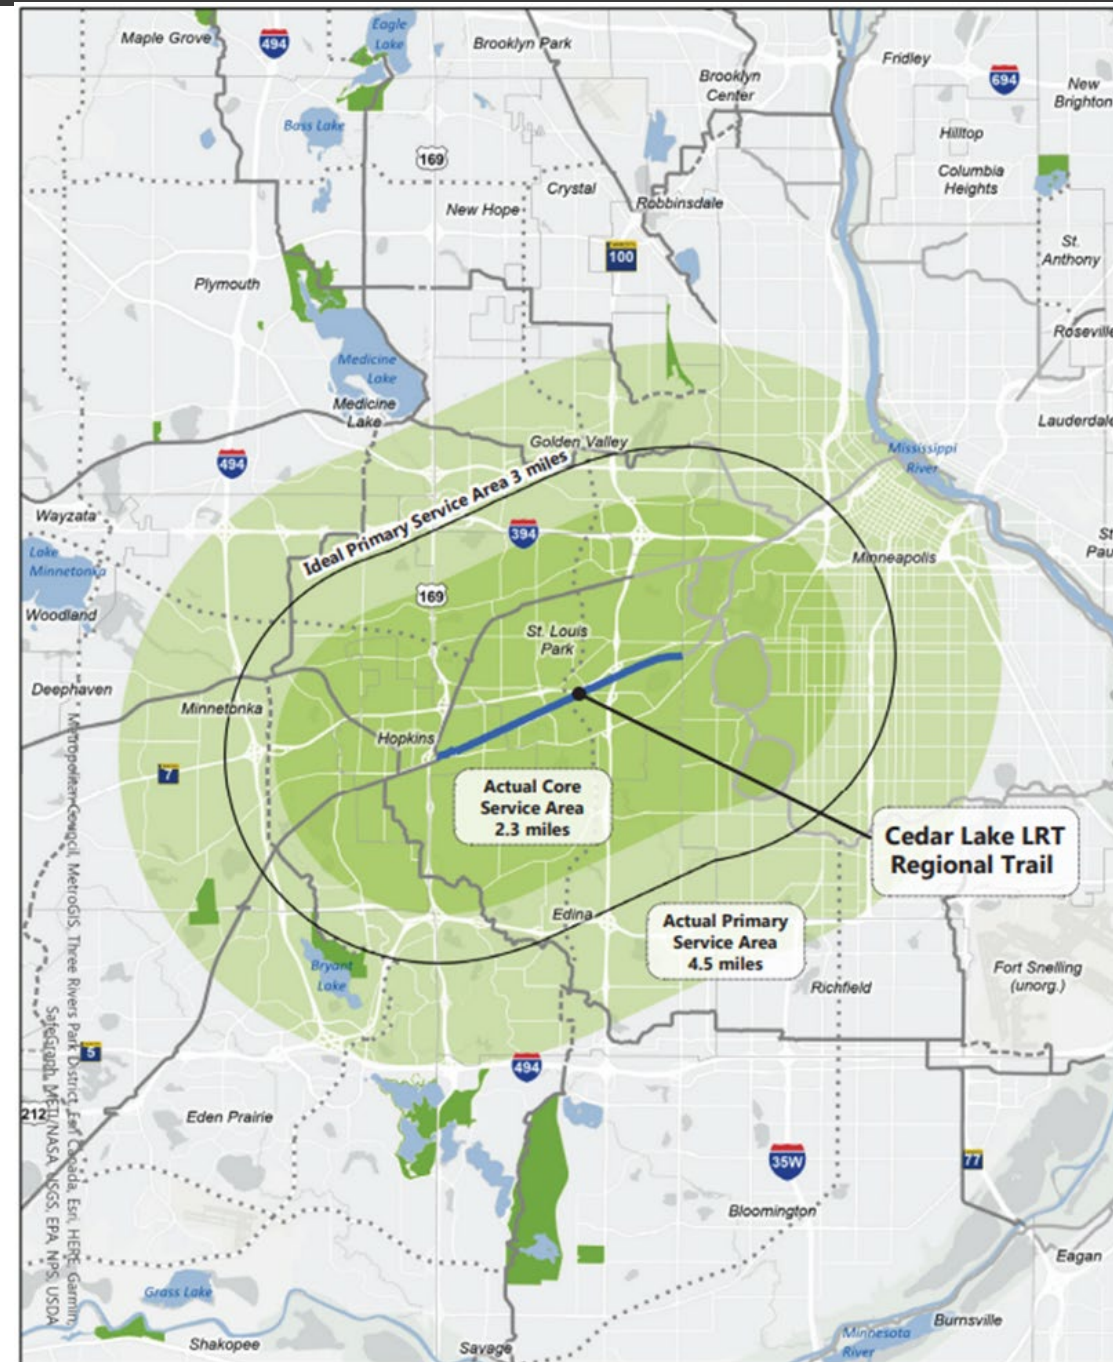 Maple Grove
494
Eagle
Lake
Brooklyn Park
Fridley
694
Brooklyn
Center
New
Brighton
Bass Lake
169
Hilltop
Crystal
Columbia
Heights
New Hope
Robbinsdale
100
St.
Anthony
Plymouth
Roseville
Medicine
Lake
Medicine
Lake
Lauderdale
Golden Valley
Mississippi
River
494
Ideal Primary Service Area 3 miles
Wayzata
394
Lake
Minnetonka
Minneapolis
St.
Pau
169
Woodland
St. Louis
Park
Deephaven
Minnetonka
Hopkins
7
Actual Core
Service Area
2.3 miles
Cedar Lake LRT
Regional Trail
Edina
Actual Primary
Service Area
4.5 miles
Bryant
Lake
Fort Snelling
(unorg.)
Richfield
5
494
212
Eden Prairie
35W
77
Bloomington
Eagan
Grass Lake
Burnsville
Minnesota
River
Shakopee
Savage
Metropolitan Council, MetroGIS, Three Rivers Park District, Esri Canada, Esri, HERE, Garmin,
SafeGraph, METI/NASA, USGS, EPA, NPS, USDA